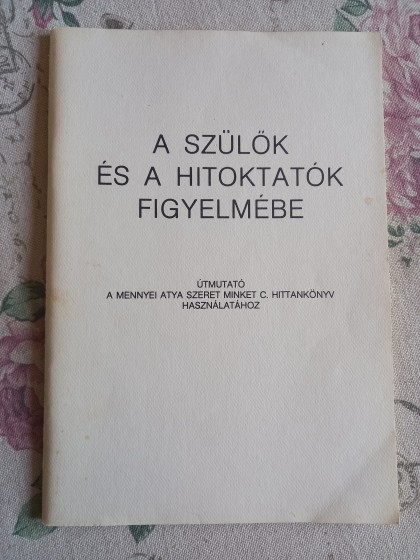 A SZÜLŐK
ÉS A HITOKTATÓK
FIGYELMÉBE
ÚTMUTATÓ
A MENNYEI ATYA SZERET MINKET C. HITTANKÖNYV
HASZNÁLATÁHOZ